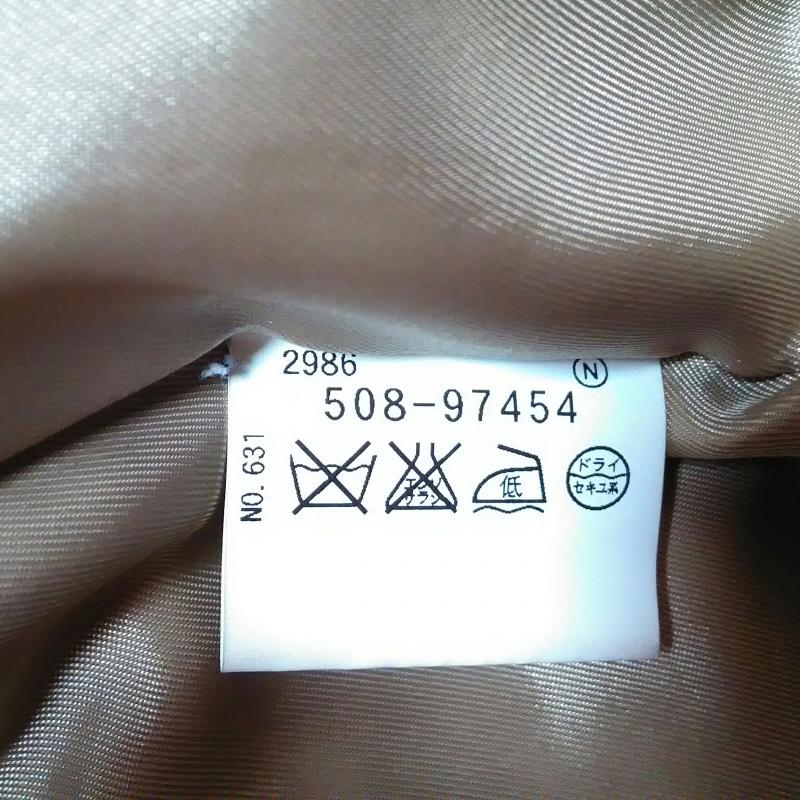 2986 Ⓝ
508-97454
NO.631
エンソ
サラシ
低
ドライ
セキユ系